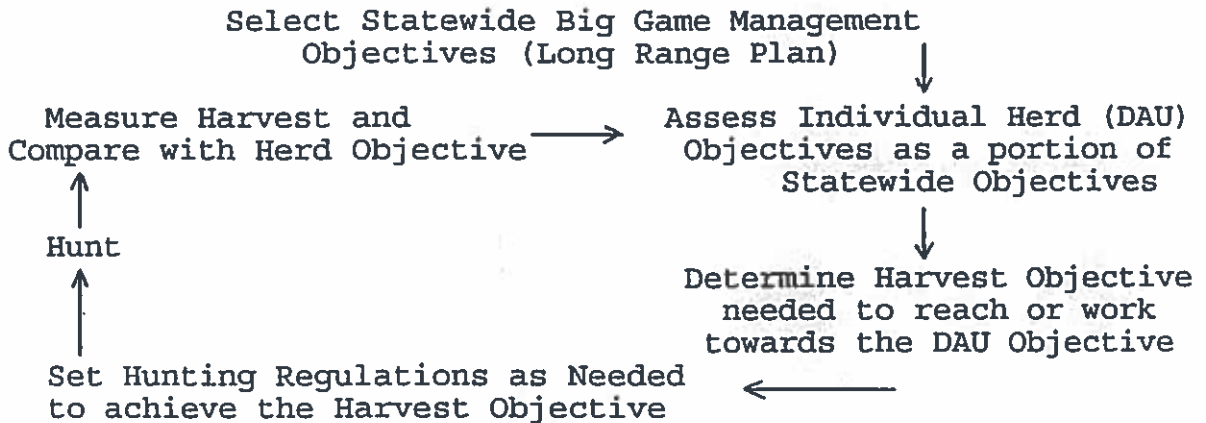 Select Statewide Big Game Management
Objectives (Long Range Plan)
Measure Harvest and
Compare with Herd Objective
Assess Individual Herd (DAU)
Objectives as a portion of
Statewide Objectives
Hunt
Determine Harvest Objective
needed to reach or work
towards the DAU Objective
Set Hunting Regulations as Needed
to achieve the Harvest Objective